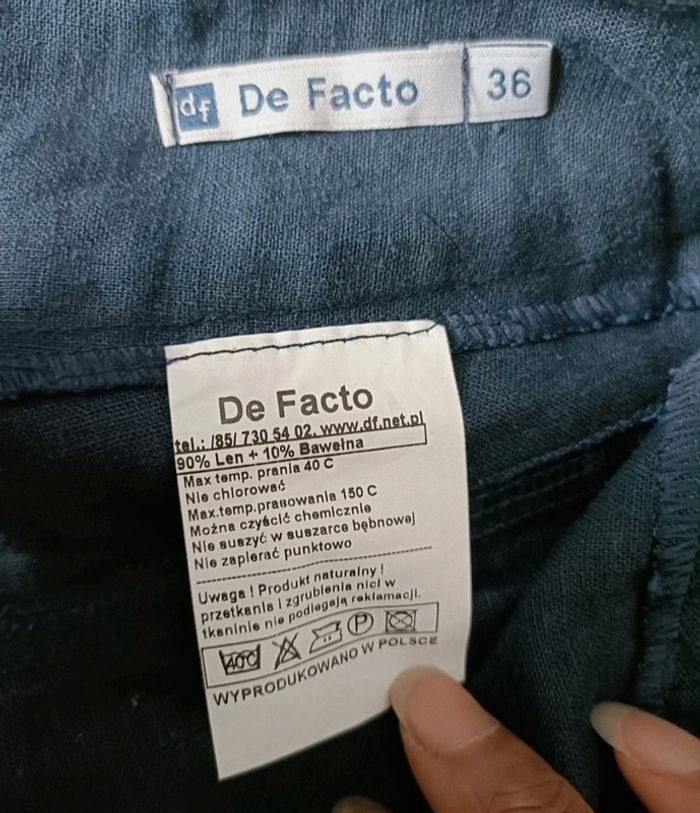 df De Facto 36
De Facto
tel.: /85/ 730 54 02, www.df.net.pl
90% Len + 10% Bawełna
Max temp. prania 40 C
Nie chlorować
Max.temp.prasowania 150 C
Można czyścić chemicznie
Nie suszyć w suszarce bębnowej
Nie zapierać punktowo
Uwaga ! Produkt naturalny !
przetkania i zgrubienia nici w
tkaninie nie podlegają reklamacji.
40C P
WYPRODUKOWANO W POLSCE